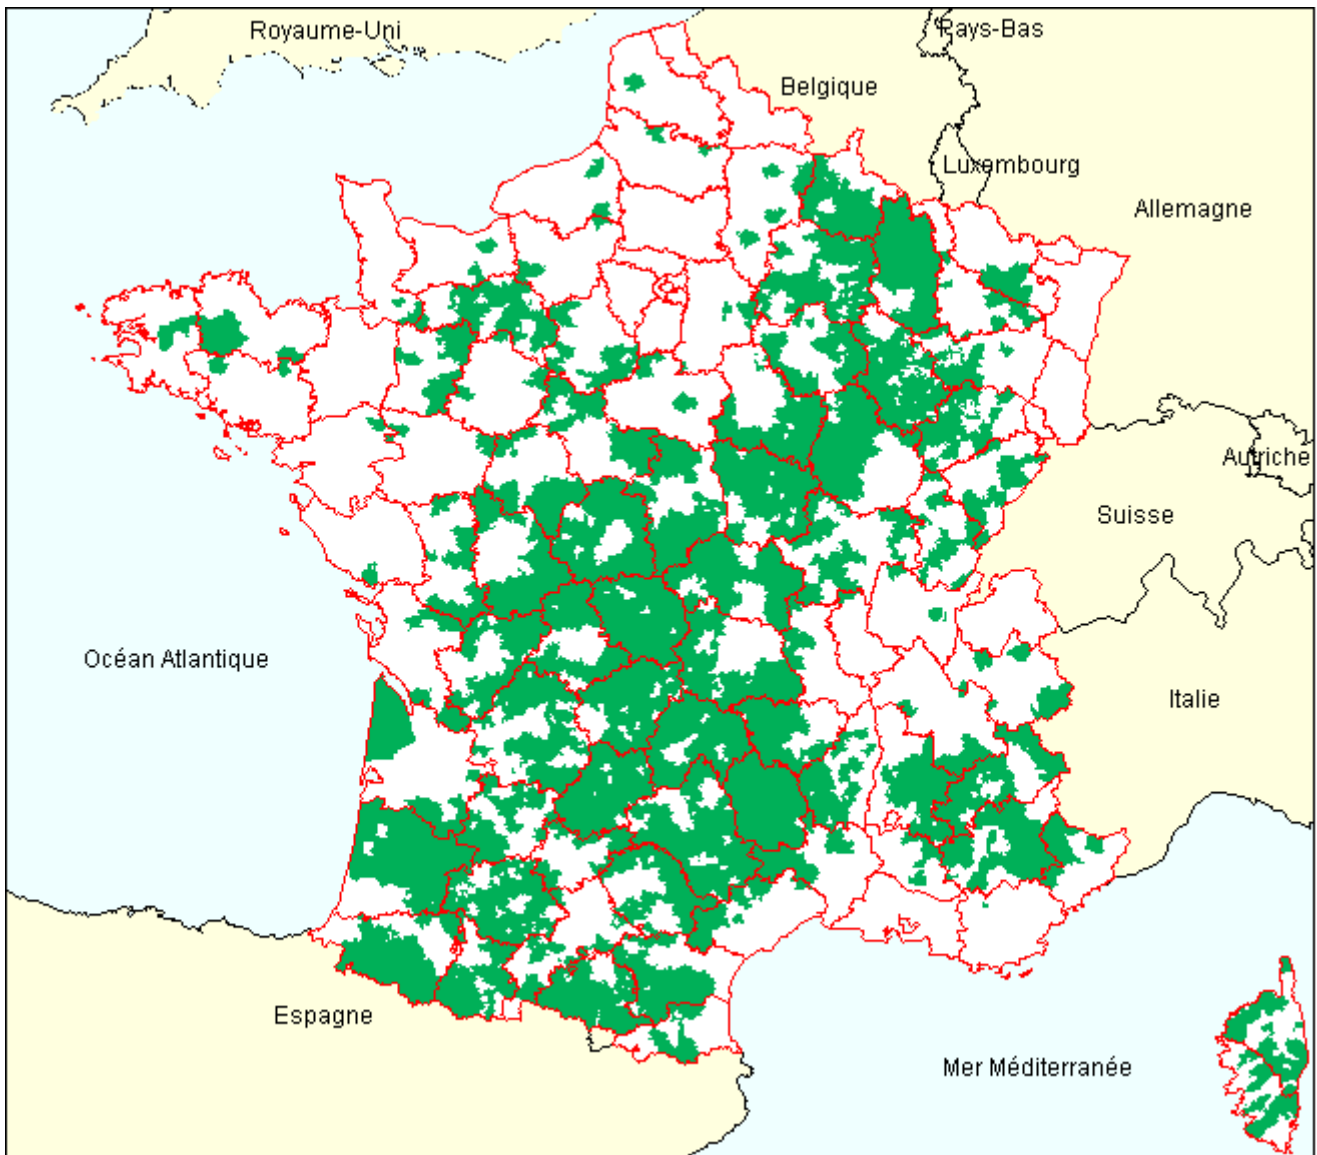 Royaume-Uni
Pays-Bas
Belgique
Luxembourg
Allemagne
Autriche
Suisse
Océan Atlantique
Italie
Espagne
Mer Méditerranée